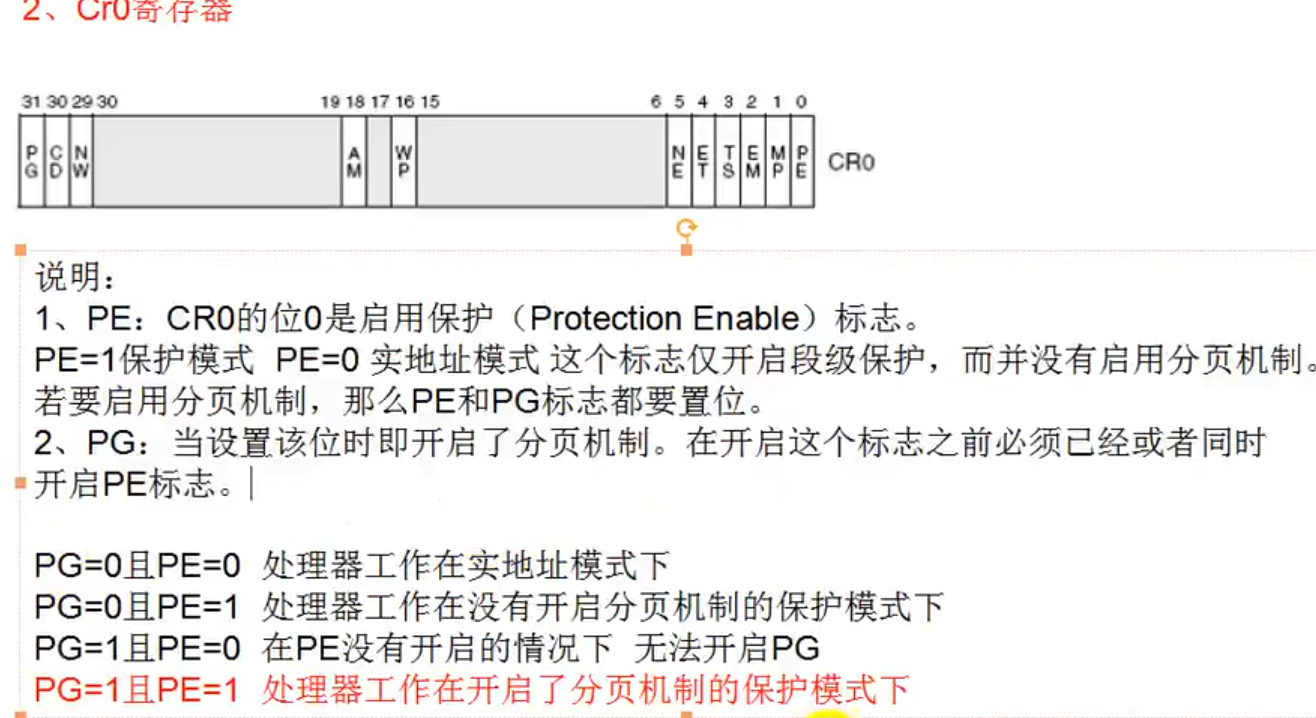 2、Cr0寄存器
31 30 29 30 19 18 17 16 15 6 5 4 3 2 1 0
PG CD NW AM WP NE ET TS EM MP PE CR0
说明：
1、PE：CR0的位0是启用保护（Protection Enable）标志。
PE=1保护模式 PE=0 实地址模式 这个标志仅开启段级保护，而并没有启用分页机制。
若要启用分页机制，那么PE和PG标志都要置位。
2、PG：当设置该位时即开启了分页机制。在开启这个标志之前必须已经或者同时
开启PE标志。
PG=0且PE=0 处理器工作在实地址模式下
PG=0且PE=1 处理器工作在没有开启分页机制的保护模式下
PG=1且PE=0 在PE没有开启的情况下 无法开启PG
PG=1且PE=1 处理器工作在开启了分页机制的保护模式下